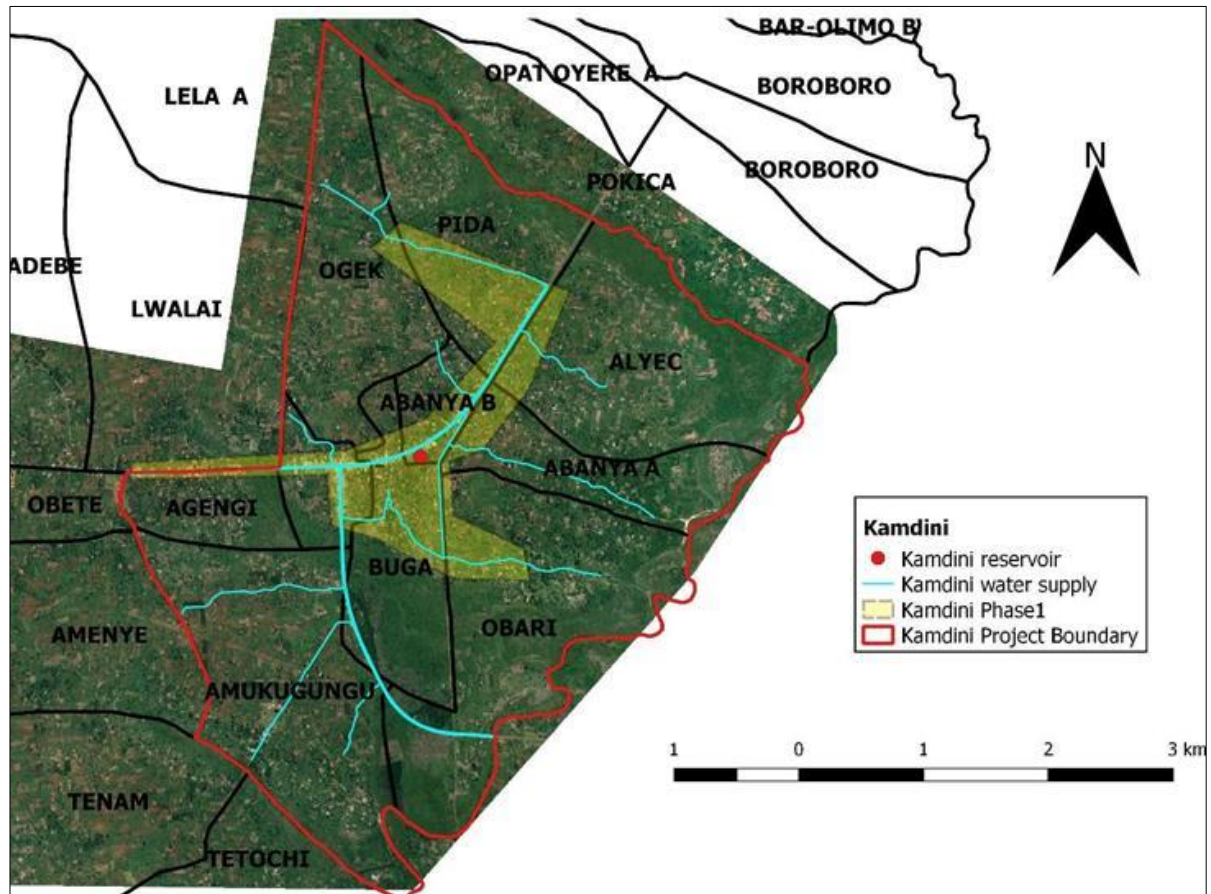 BAR-OLIMO B
OPAT OYERE A
BOROBORO
LELA A
BOROBORO
POKICA
PIDA
ADEBE
OGEK
LWALAI
N
ALYEC
ABANYA B
ABANYA A
OBETE
AGENGI
BUGA
OBARI
AMENYE
AMUKUGUNGU
TENAM
TETOCHI
Kamdini
Kamdini reservoir
Kamdini water supply
Kamdini Phase1
Kamdini Project Boundary
1 0 1 2 3 km